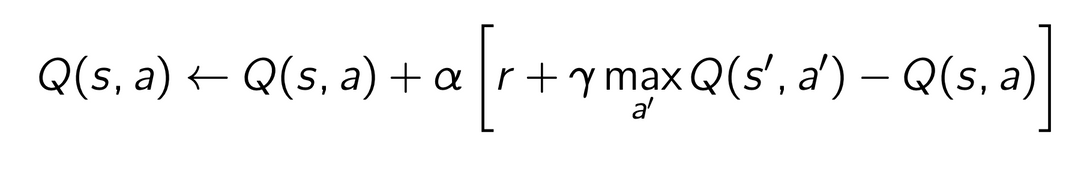 Q(s, a) ← Q(s, a) + α [r + γ max_{a′} Q(s′, a′) − Q(s, a)]